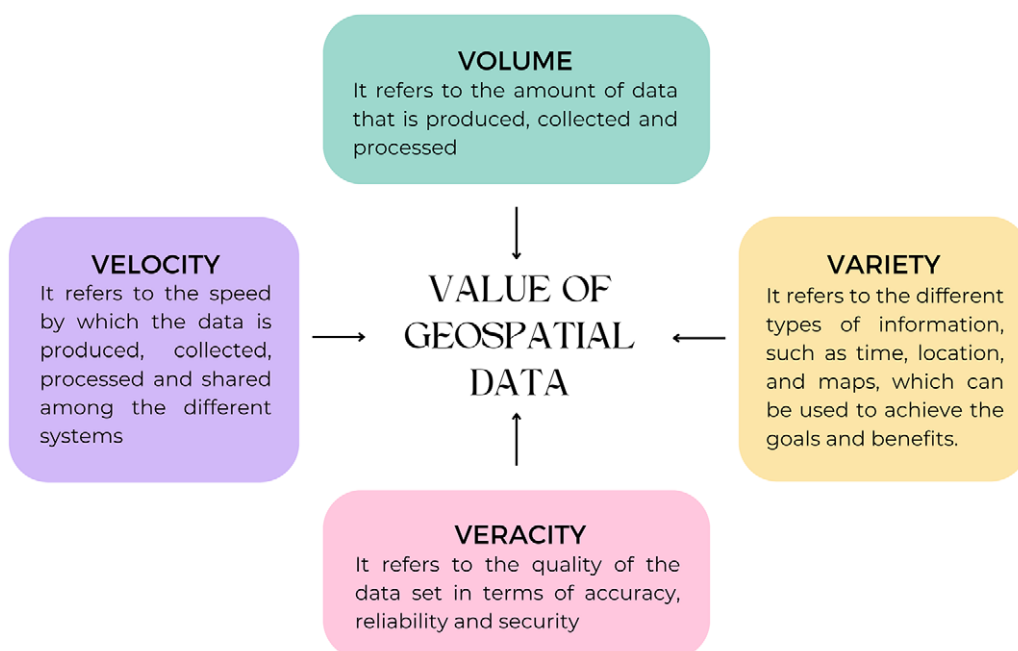 VOLUME
It refers to the amount of data
that is produced, collected and
processed
VELOCITY
It refers to the speed
by which the data is
produced, collected,
processed and shared
among the different
systems
VALUE OF
GEOSPATIAL
DATA
VARIETY
It refers to the different
types of information,
such as time, location,
and maps, which can
be used to achieve the
goals and benefits.
VERACITY
It refers to the quality of the
data set in terms of accuracy,
reliability and security